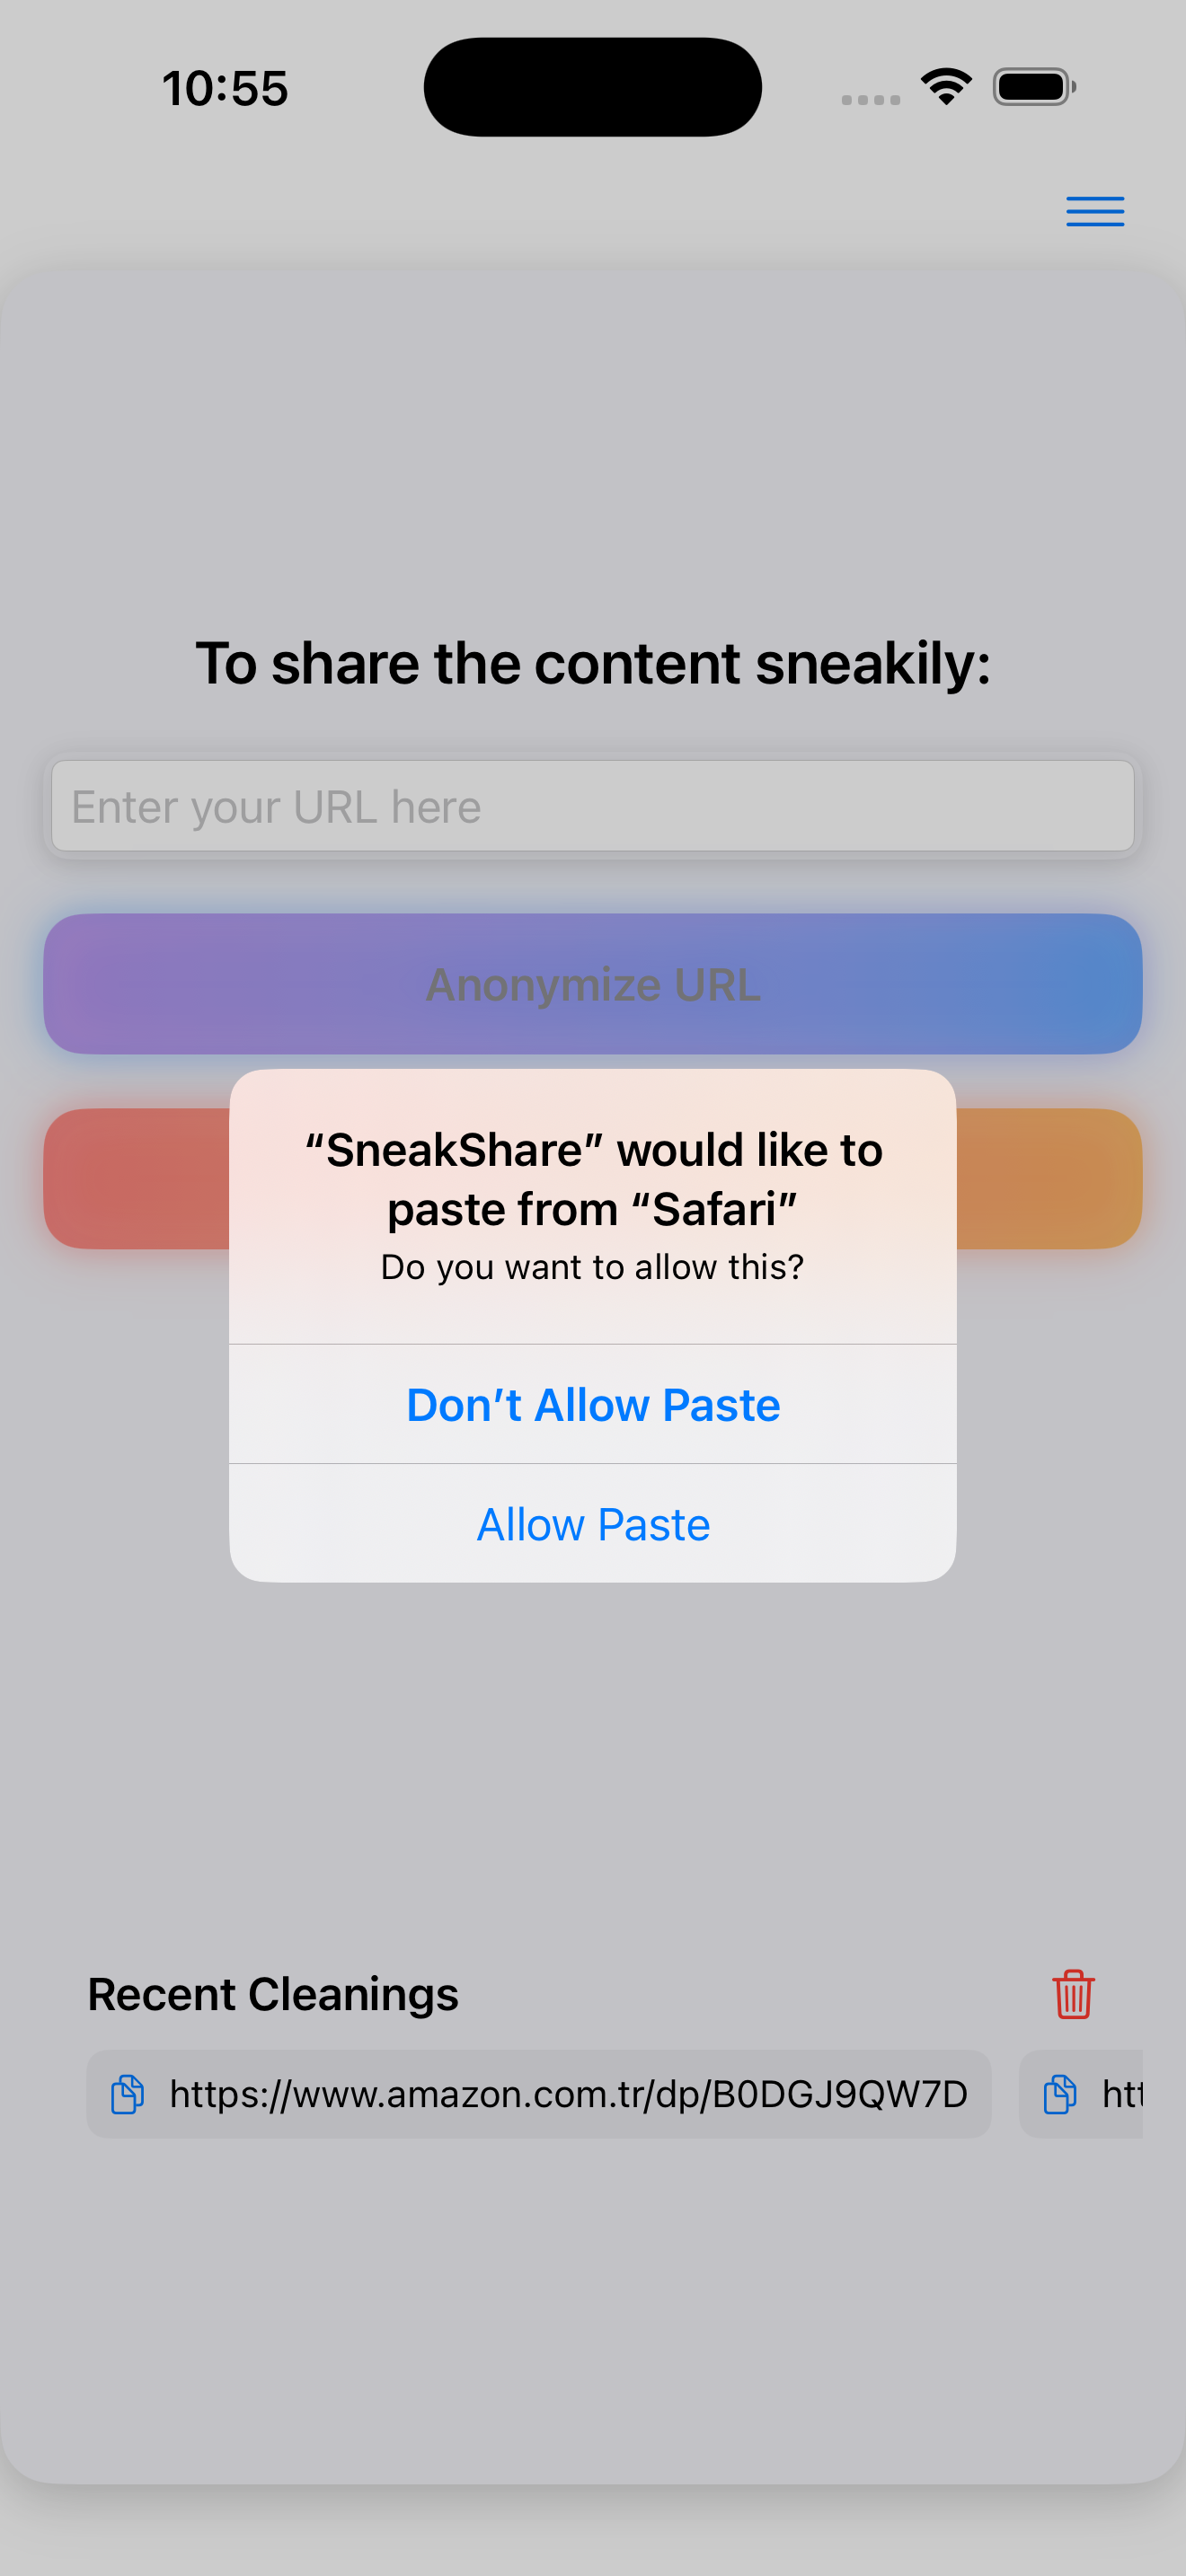 10:55
To share the content sneakily:
Enter your URL here
Anonymize URL
“SneakShare” would like to
paste from “Safari”
Do you want to allow this?
Don’t Allow Paste
Allow Paste
Recent Cleanings
https://www.amazon.com.tr/dp/B0DGJ9QW7D